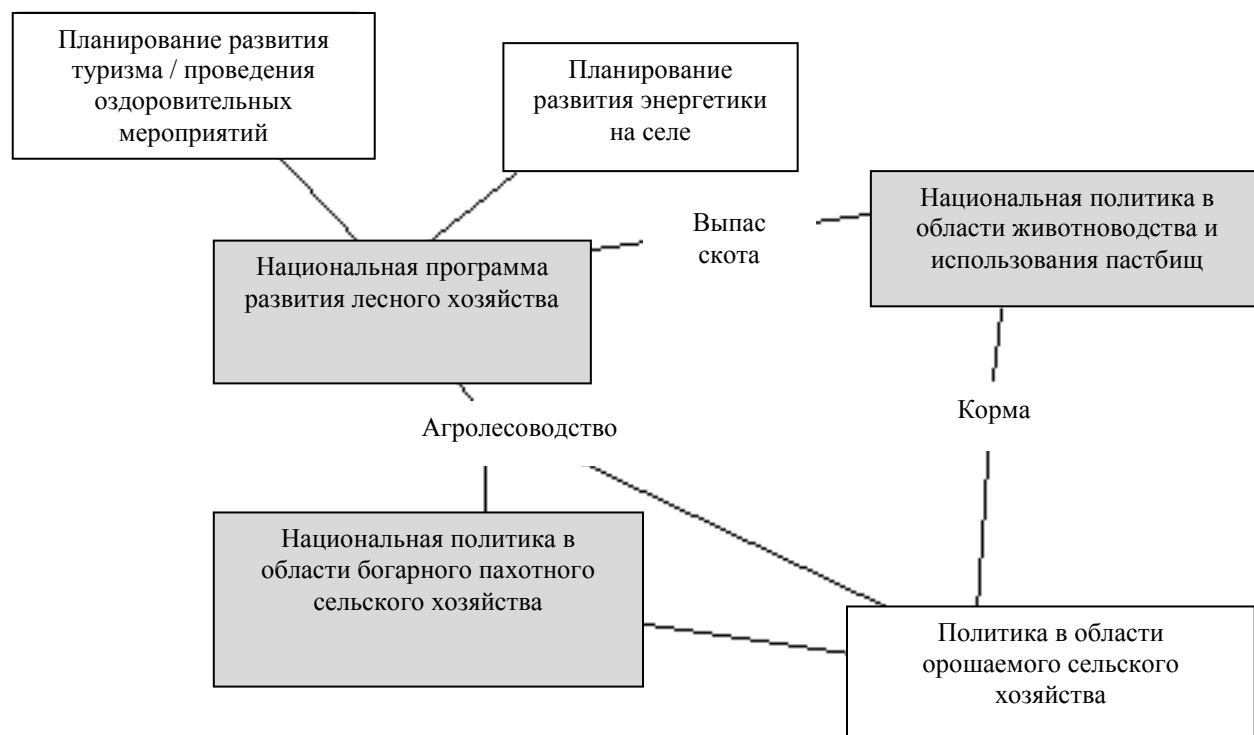 Планирование развития
туризма / проведения
оздоровительных
мероприятий
Планирование
развития энергетики
на селе
Национальная политика в
области животноводства и
использования пастбищ
Выпас
скота
Национальная программа
развития лесного хозяйства
Корма
Агролесоводство
Национальная политика в
области богарного пахотного
сельского хозяйства
Политика в области
орошаемого сельского
хозяйства